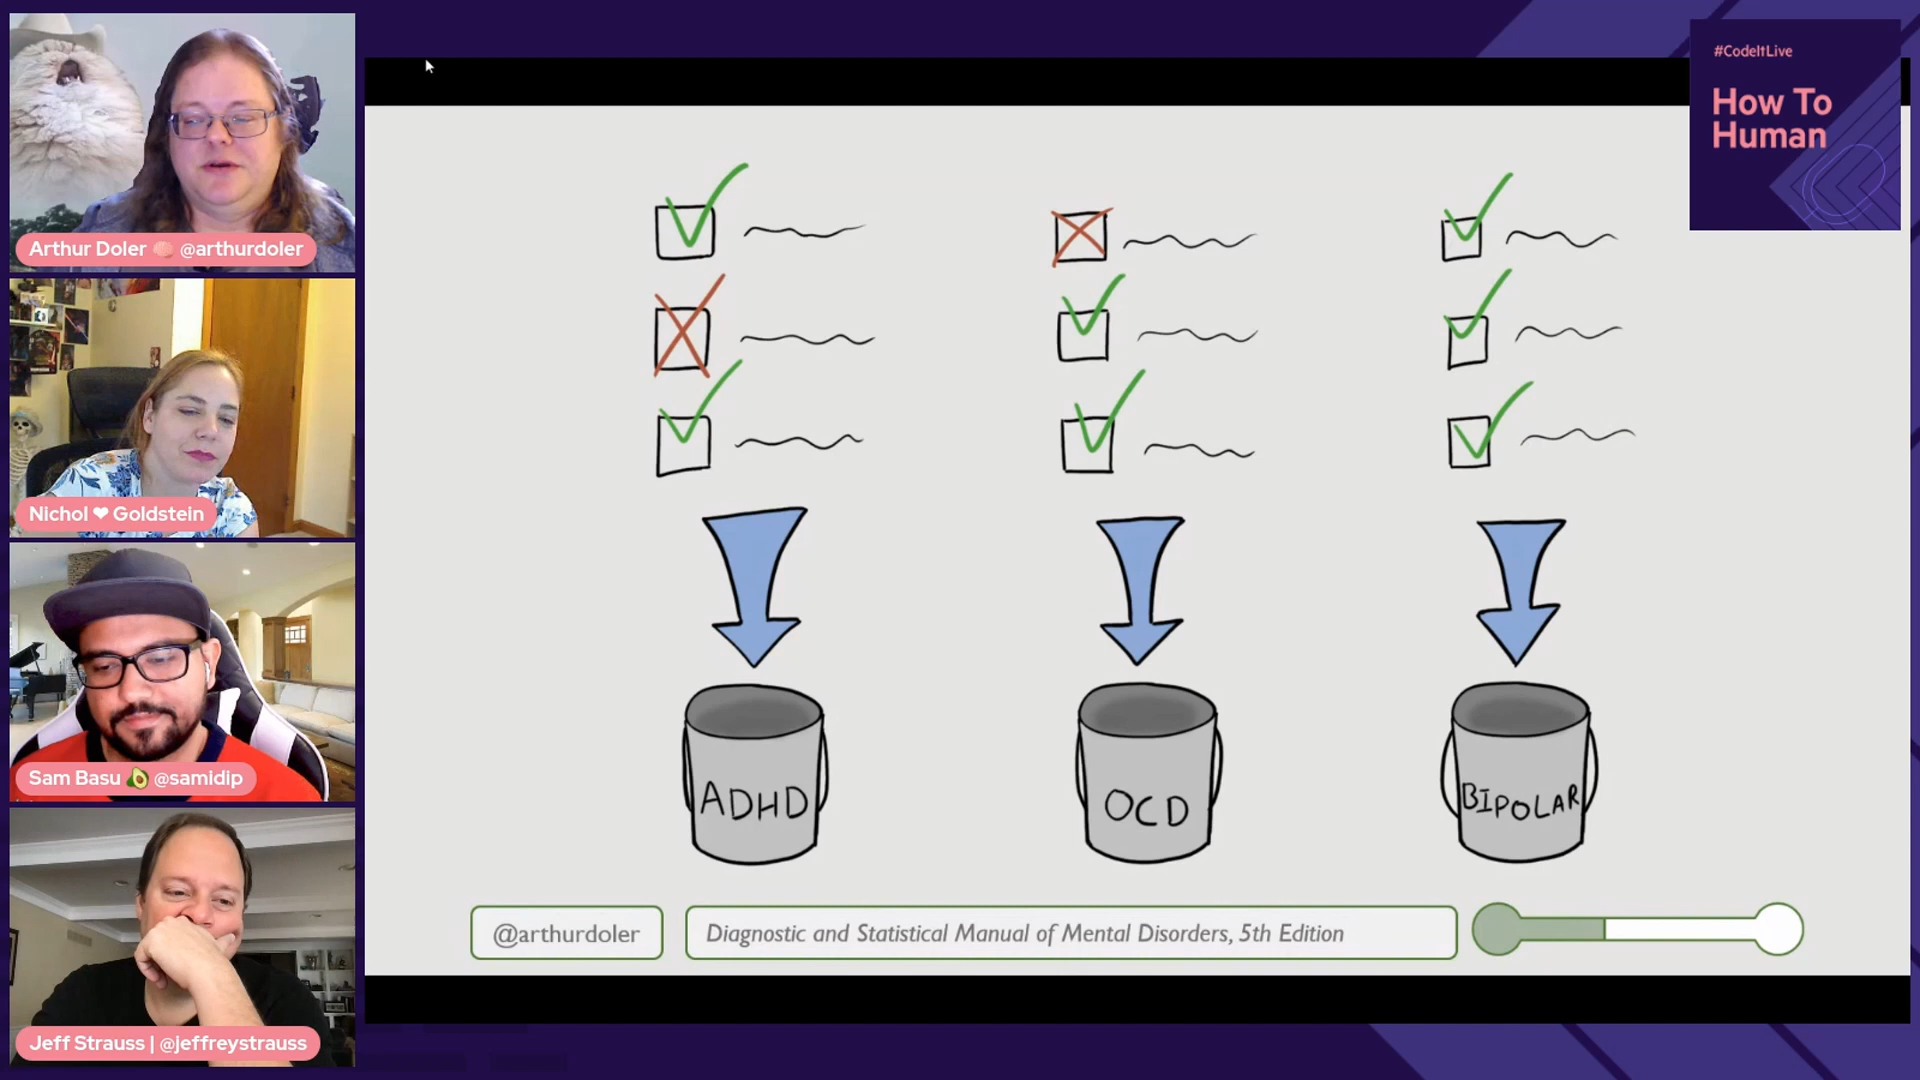 #CodeItLive
How To
Human
Arthur Doler 🧠 @arthurdoler
Nichol ❤ Goldstein
Sam Basu 🥑 @samidip
Jeff Strauss | @jeffreystrauss
ADHD
OCD
BIPOLAR
@arthurdoler
Diagnostic and Statistical Manual of Mental Disorders, 5th Edition